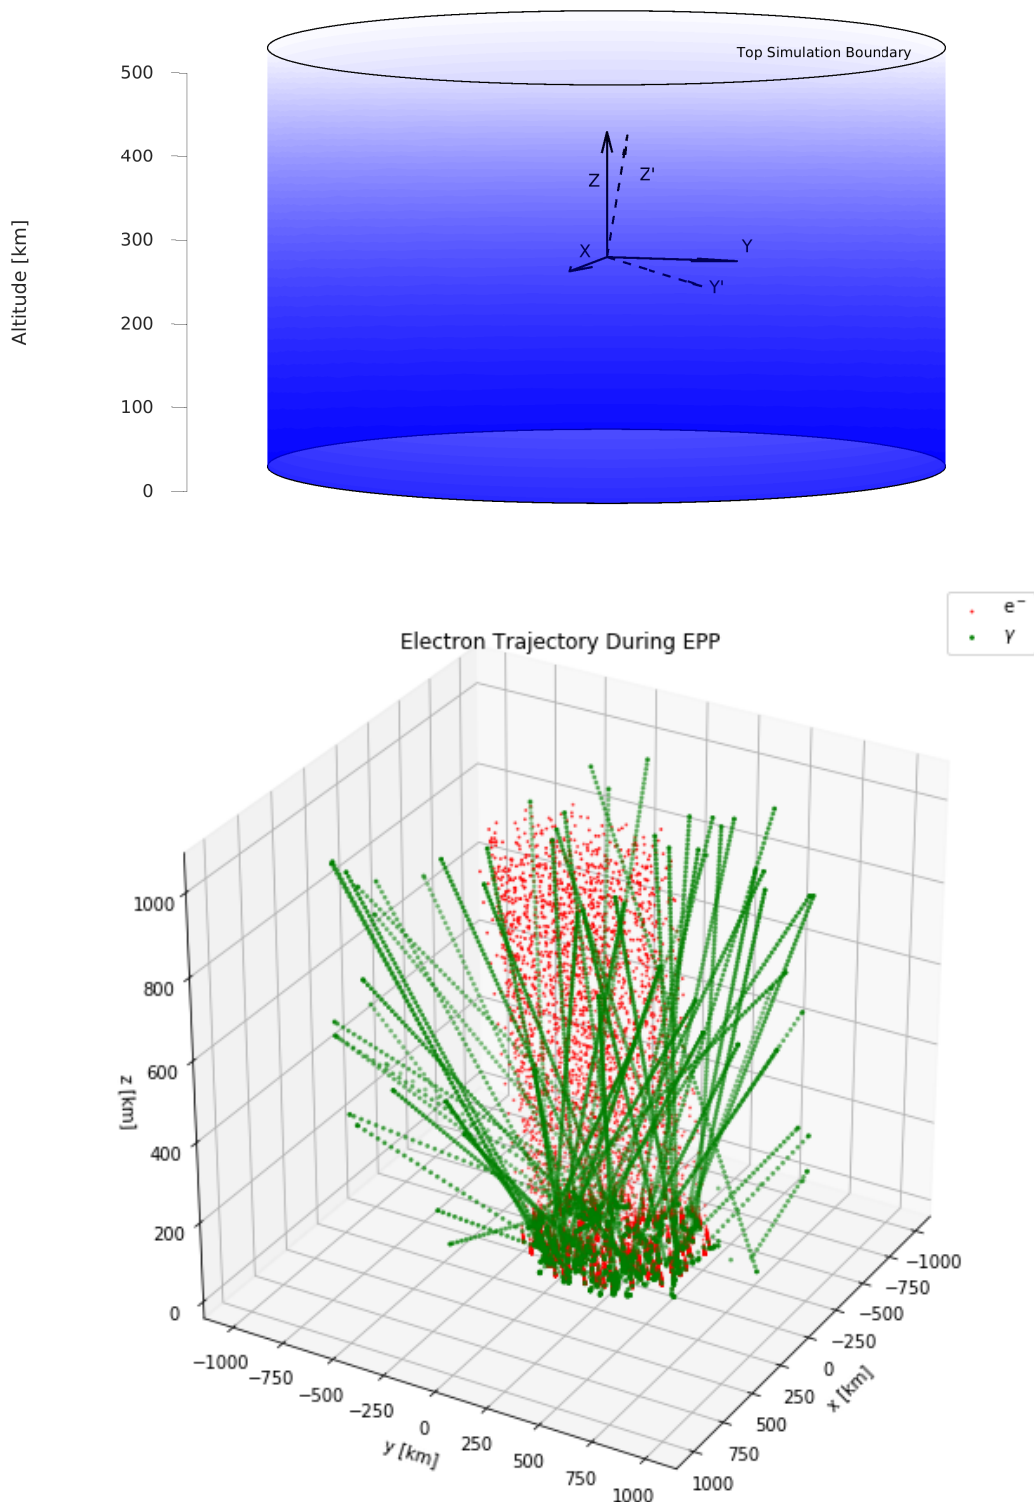 Top Simulation Boundary
500
400
300
200
100
0
Altitude [km]
Z
Z'
X
Y
Y'
e⁻
γ
Electron Trajectory During EPP
1000
800
600
400
200
0
z [km]
−1000
−750
−500
−250
0
250
500
750
1000
y [km]
−1000
−750
−500
−250
0
250
500
750
1000
x [km]